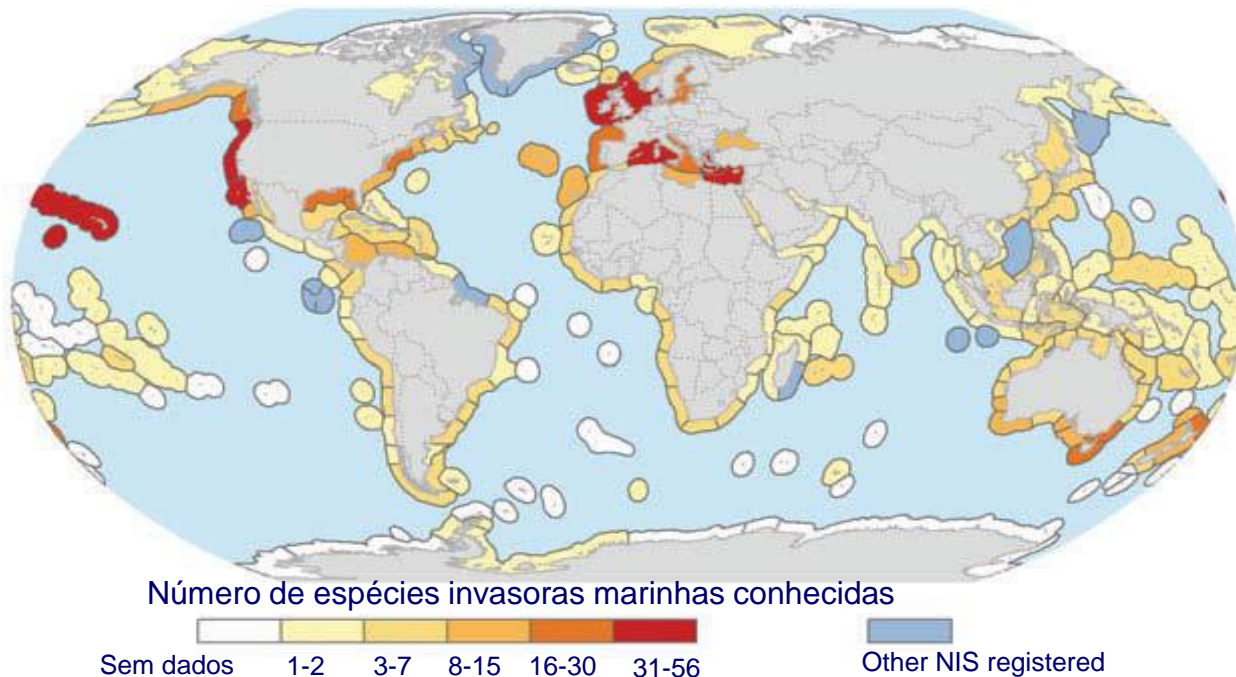 Número de espécies invasoras marinhas conhecidas
Sem dados 1-2 3-7 8-15 16-30 31-56 Other NIS registered